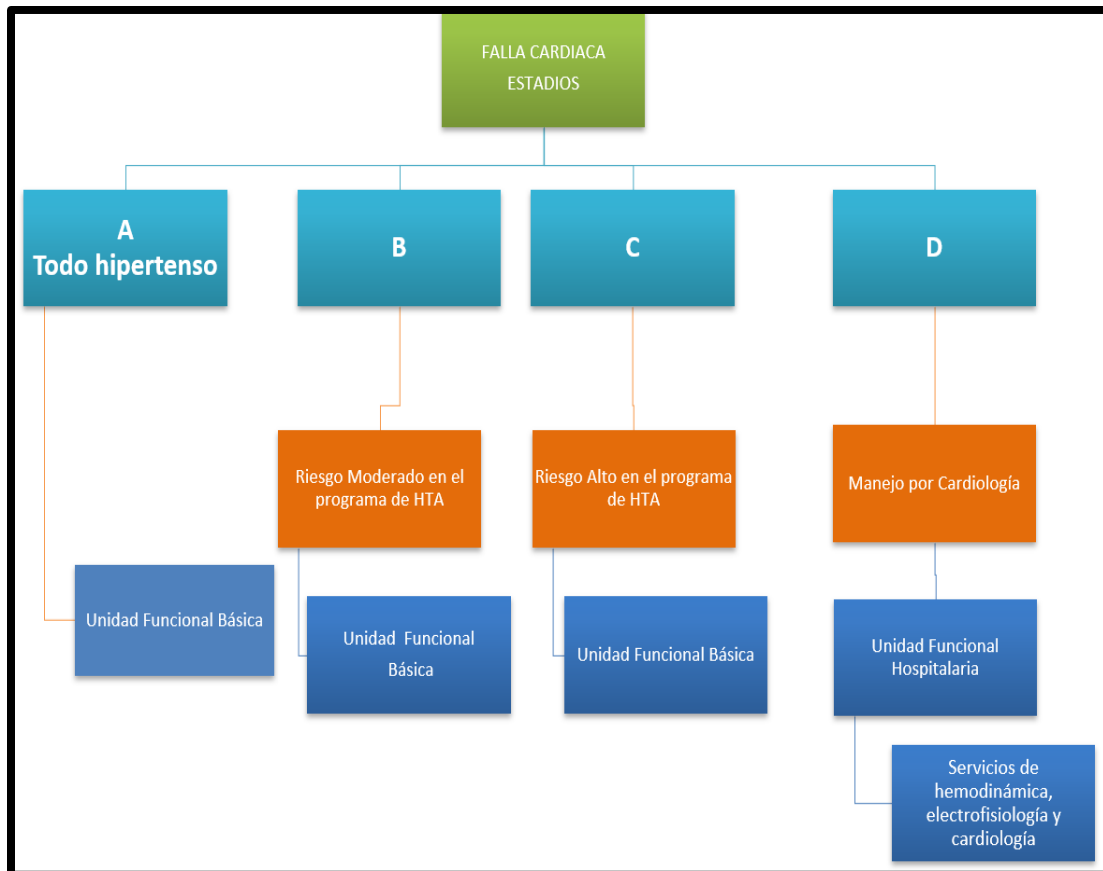 FALLA CARDIACA
ESTADIOS
A
Todo hipertenso
B
C
D
Riesgo Moderado en el
programa de HTA
Riesgo Alto en el programa
de HTA
Manejo por Cardiología
Unidad Funcional Básica
Unidad Funcional
Básica
Unidad Funcional Básica
Unidad Funcional
Hospitalaria
Servicios de
hemodinámica,
electrofisiología y
cardiología